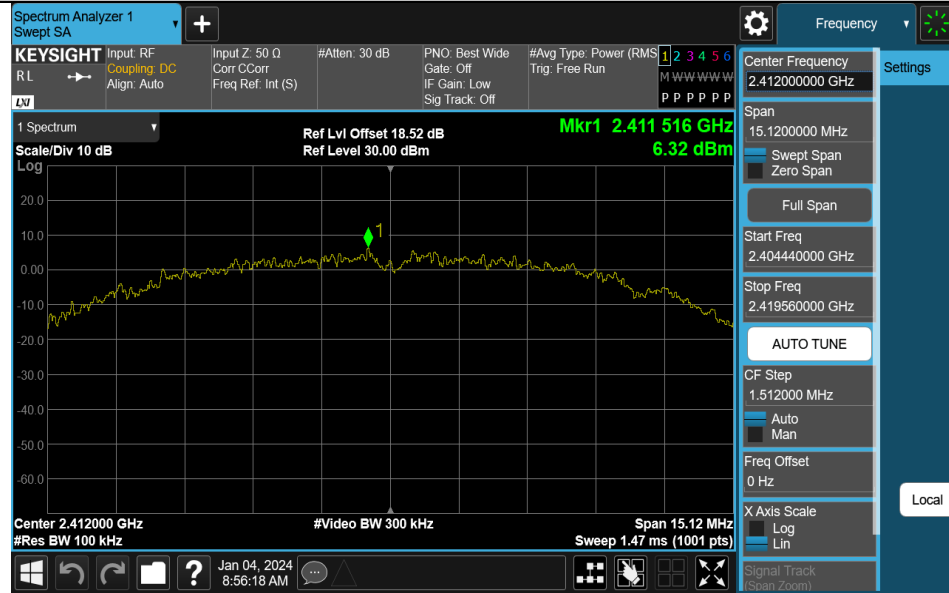 Spectrum Analyzer 1
Swept SA
+
Frequency
KEYSIGHT
RL
LXI
Input: RF
Coupling: DC
Align: Auto
Input Z: 50 Ω
Corr CCorr
Freq Ref: Int (S)
#Atten: 30 dB
PNO: Best Wide
Gate: Off
IF Gain: Low
Sig Track: Off
#Avg Type: Power (RMS
Trig: Free Run
1 2 3 4 5 6
M W W W W W
P P P P P P
1 Spectrum
Scale/Div 10 dB
Ref Lvl Offset 18.52 dB
Ref Level 30.00 dBm
Mkr1 2.411 516 GHz
6.32 dBm
Log
20.0
10.0
1
0.00
-10.0
-20.0
-30.0
-40.0
-50.0
-60.0
Center 2.412000 GHz
#Res BW 100 kHz
#Video BW 300 kHz
Span 15.12 MHz
Sweep 1.47 ms (1001 pts)
Center Frequency
2.412000000 GHz
Span
15.1200000 MHz
Swept Span
Zero Span
Full Span
Start Freq
2.404440000 GHz
Stop Freq
2.419560000 GHz
AUTO TUNE
CF Step
1.512000 MHz
Auto
Man
Freq Offset
0 Hz
X Axis Scale
Log
Lin
Signal Track
(Span Zoom)
Settings
Local
?
Jan 04, 2024
8:56:18 AM